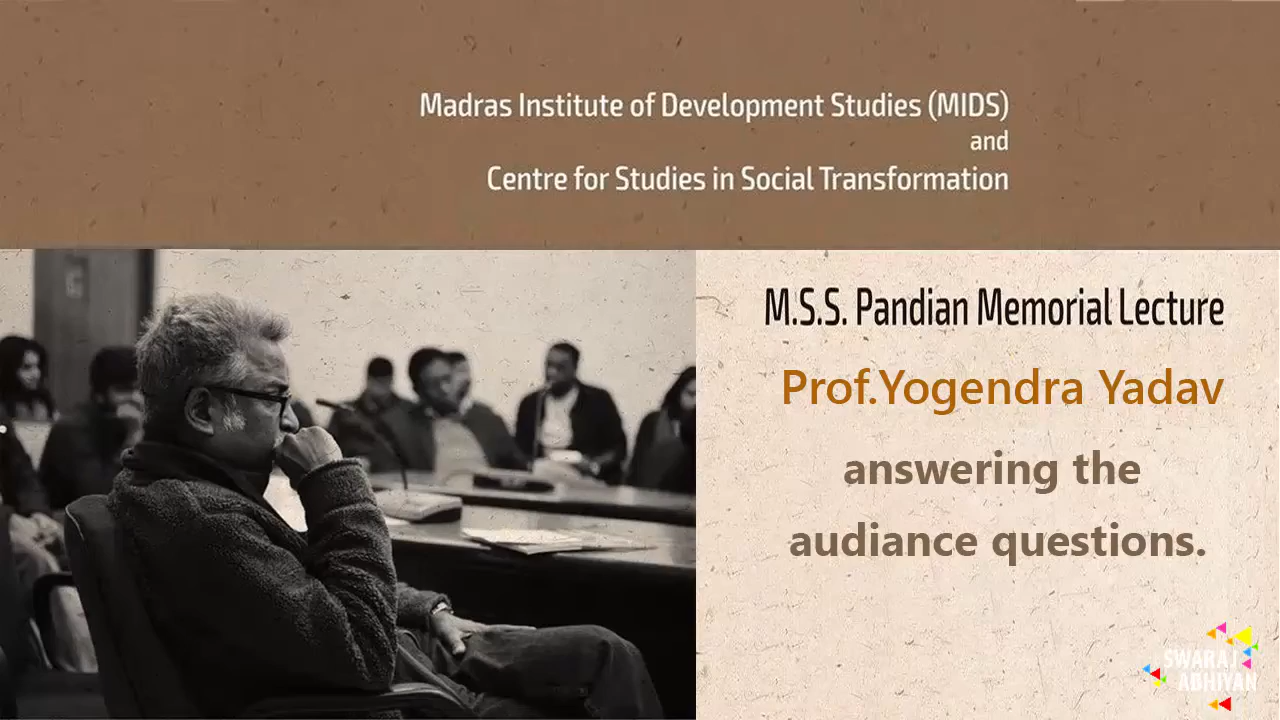 Madras Institute of Development Studies (MIDS)
and
Centre for Studies in Social Transformation
M.S.S. Pandian Memorial Lecture
Prof.Yogendra Yadav
answering the
audiance questions.
SWARAJ
ABHIYAN